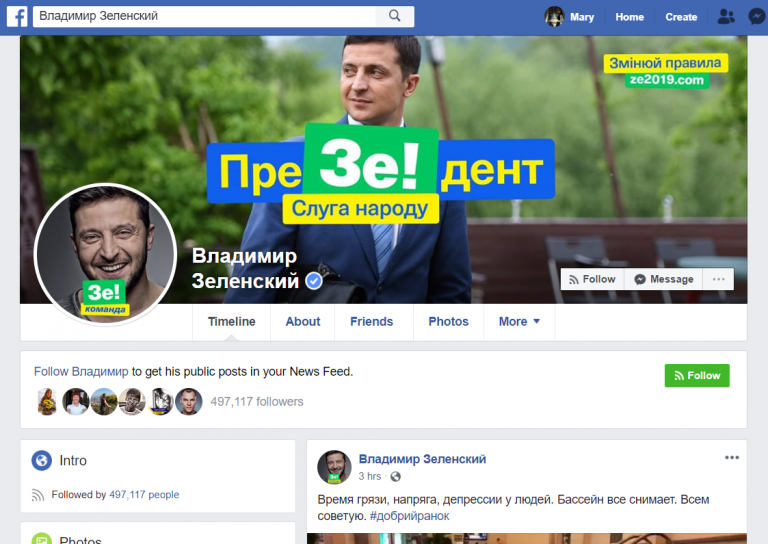 Владимир Зеленский
Mary
Home
Create
Змінюй правила
ze2019.com
Пре Зе! дент
Слуга народу
Зе!
команда
Владимир
Зеленский
Follow
Message
Timeline
About
Friends
Photos
More
Follow Владимир to get his public posts in your News Feed.
Follow
497,117 followers
Intro
Followed by 497,117 people
Photos
Владимир Зеленский
3 hrs ·
Время грязи, напряга, депрессии у людей. Бассейн все снимает. Всем
советую. #добрийранок